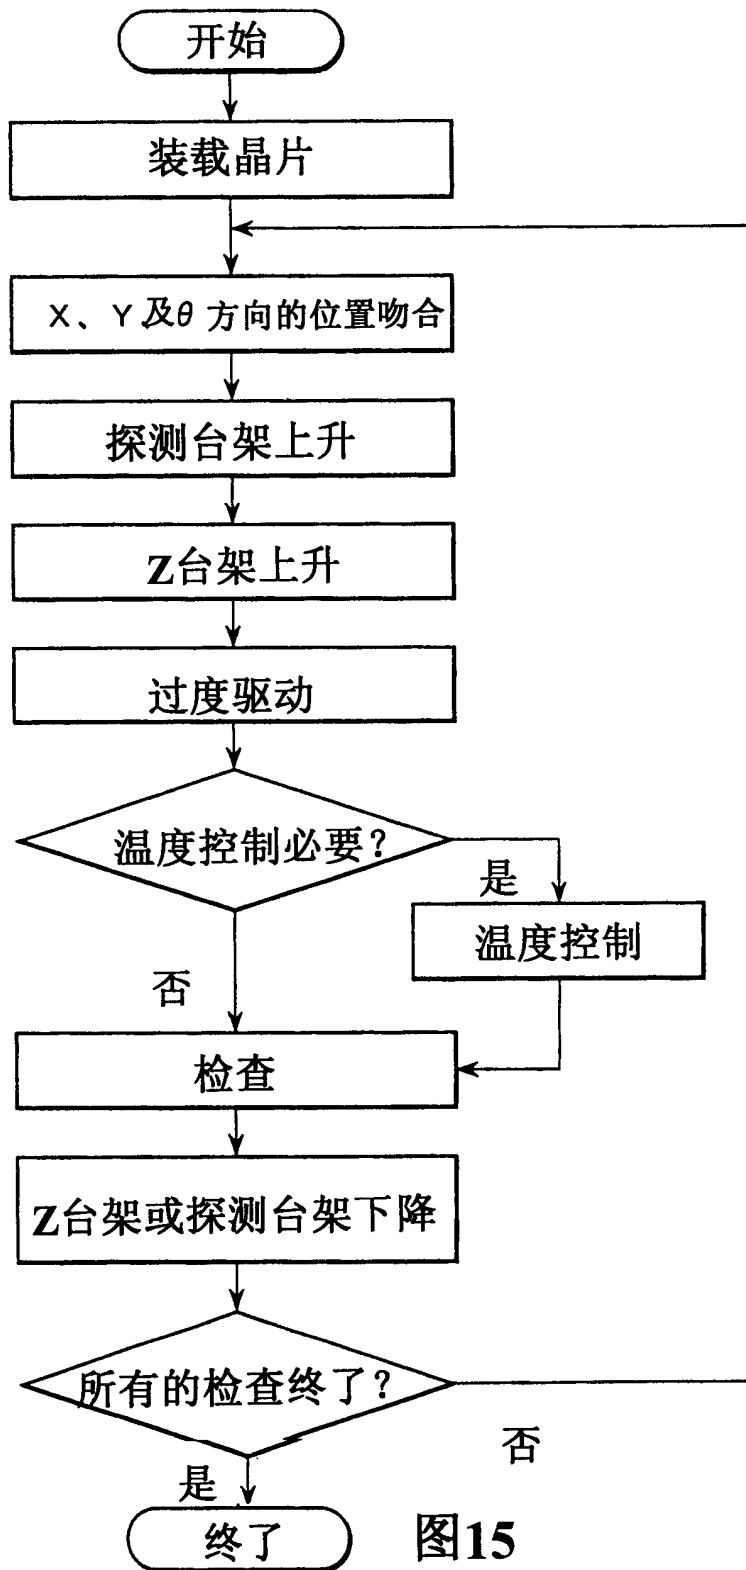 开始
装载晶片
X、Y及θ 方向的位置吻合
探测台架上升
Z台架上升
过度驱动
温度控制必要?
是
温度控制
否
检查
Z台架或探测台架下降
所有的检查终了?
否
是
终了
图15